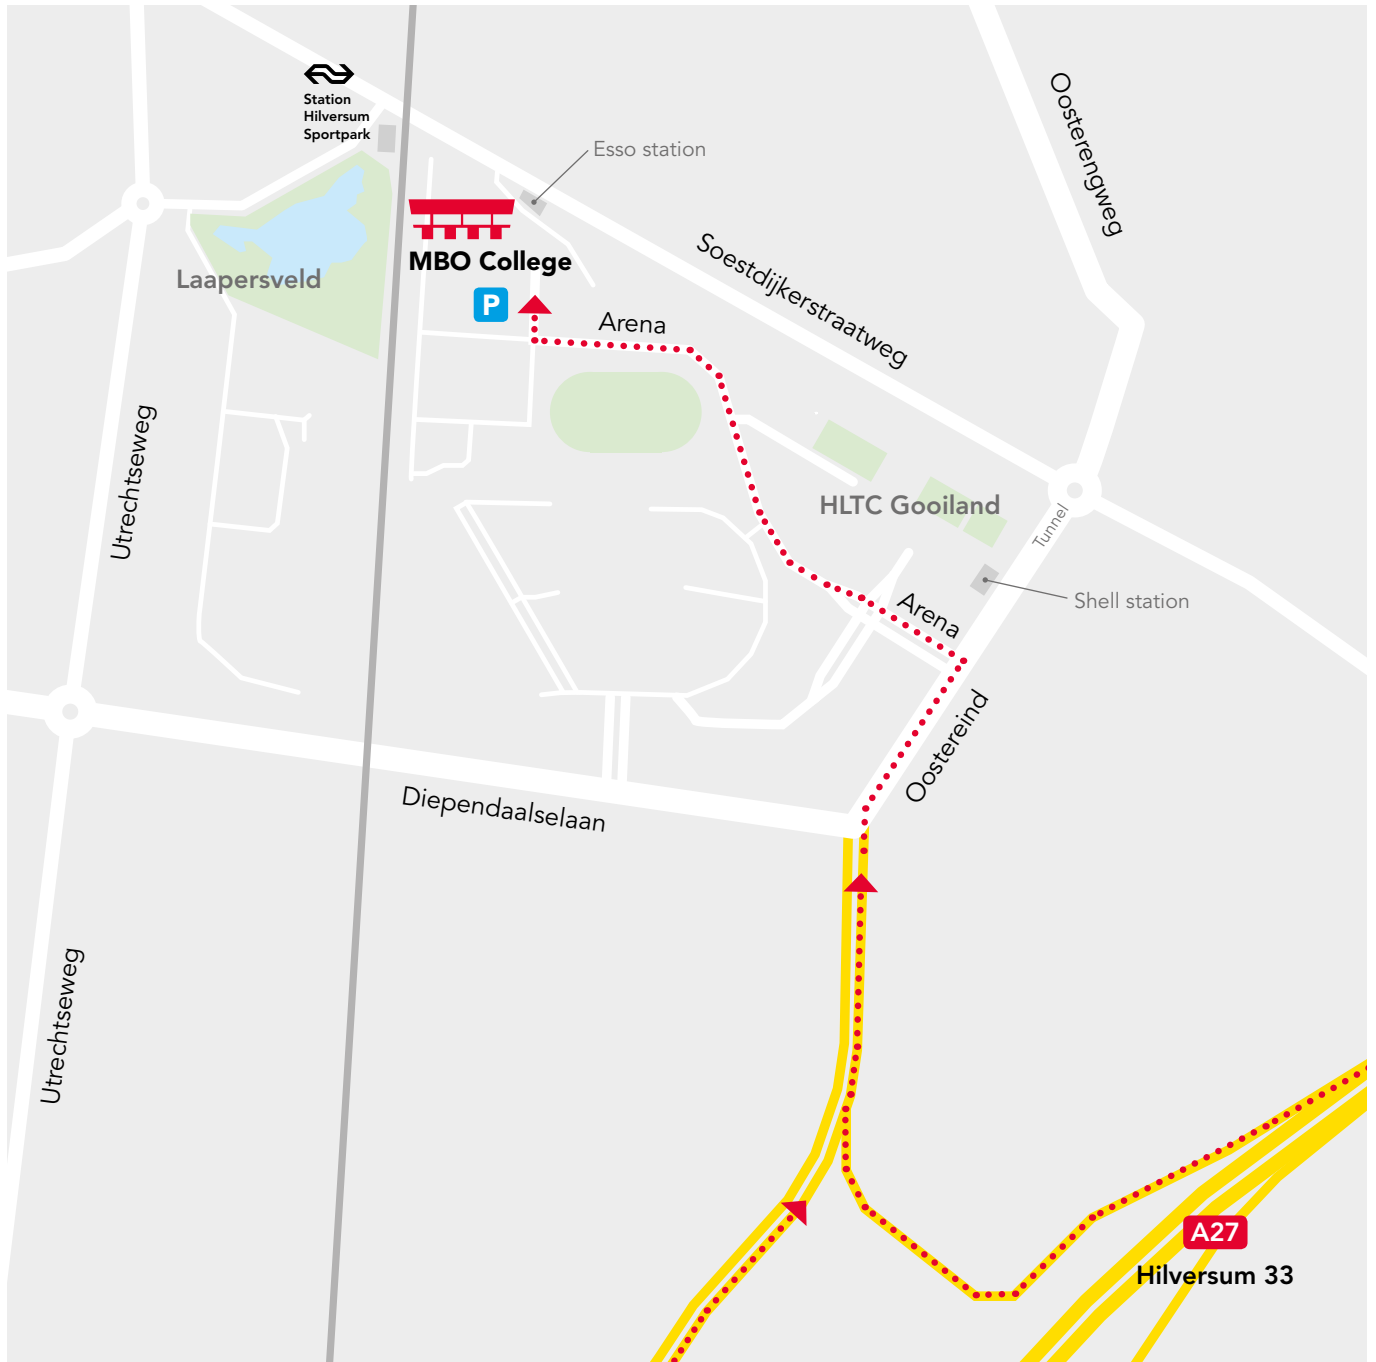 Station
Hilversum
Sportpark
Esso station
Oosterengweg
MBO College
Soestdijkerstraatweg
Laapersveld
P
Arena
Utrechtseweg
HLTC Gooiland
Tunnel
Shell station
Arena
Oostereind
Diependaalselaan
Utrechtseweg
A27
Hilversum 33